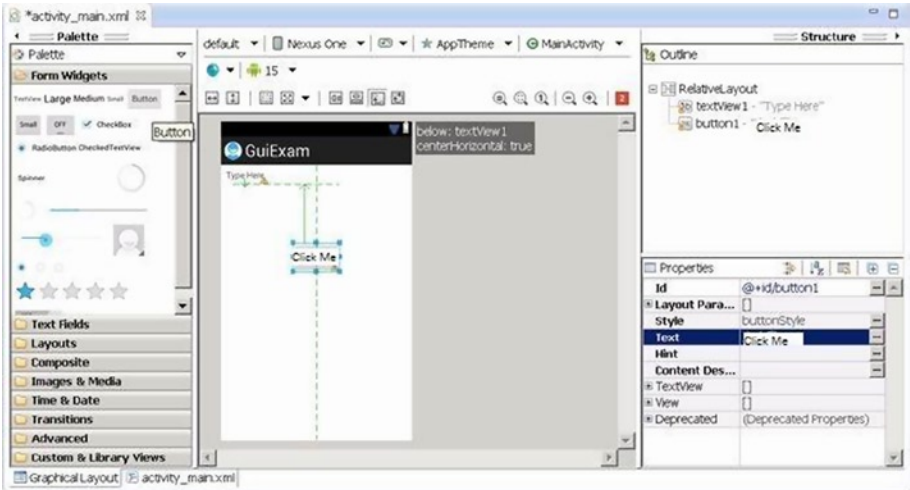 *activity_main.xml
Palette
Palette
Form Widgets
TextView Large Medium Small Button
Small OFF CheckBox
Button
RadioButton CheckedTextView
Spinner
Text Fields
Layouts
Composite
Images & Media
Time & Date
Transitions
Advanced
Custom & Library Views
default Nexus One AppTheme MainActivity
15
2
below: textView1
centerHorizontal: true
GuiExam
Type Here
Click Me
Structure
Outline
RelativeLayout
textView1 - "Type Here"
button1 - Click Me
Properties
Id @+id/button1
Layout Para... []
Style buttonStyle
Text Click Me
Hint
Content Des...
TextView []
View []
Deprecated (Deprecated Properties)
Graphical Layout activity_main.xml